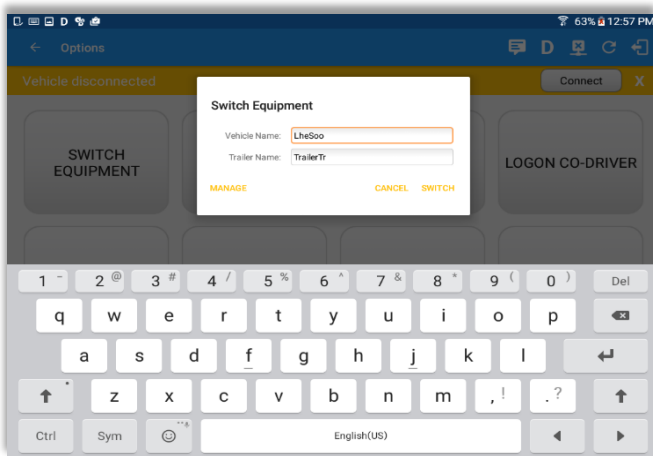 D 63% 12:57 PM
← Options D C
Vehicle disconnected Connect X
Switch Equipment
Vehicle Name: LheSoo
Trailer Name: TrailerTr
MANAGE CANCEL SWITCH
SWITCH
EQUIPMENT
LOGON CO-DRIVER
1 - 2 @ 3 # 4 / 5 % 6 ^ 7 & 8 * 9 ( 0 ) Del
q w e r t y u i o p
a s d f g h j k l
z x c v b n m , ! . ?
Ctrl Sym English(US)